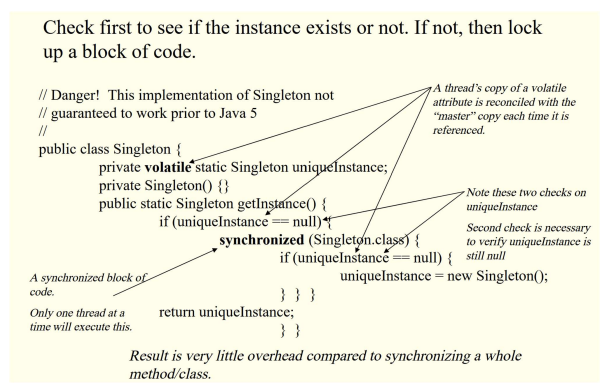 Check first to see if the instance exists or not. If not, then lock
up a block of code.
// Danger! This implementation of Singleton not
// guaranteed to work prior to Java 5
//
public class Singleton {
private volatile static Singleton uniqueInstance;
private Singleton() {}
public static Singleton getInstance() {
if (uniqueInstance == null) {
synchronized (Singleton.class) {
if (uniqueInstance == null) {
uniqueInstance = new Singleton();
} } }
return uniqueInstance;
} }
A thread's copy of a volatile
attribute is reconciled with the
"master" copy each time it is
referenced.
Note these two checks on
uniqueInstance
Second check is necessary
to verify uniqueInstance is
still null
A synchronized block of
code.
Only one thread at a
time will execute this.
Result is very little overhead compared to synchronizing a whole
method/class.